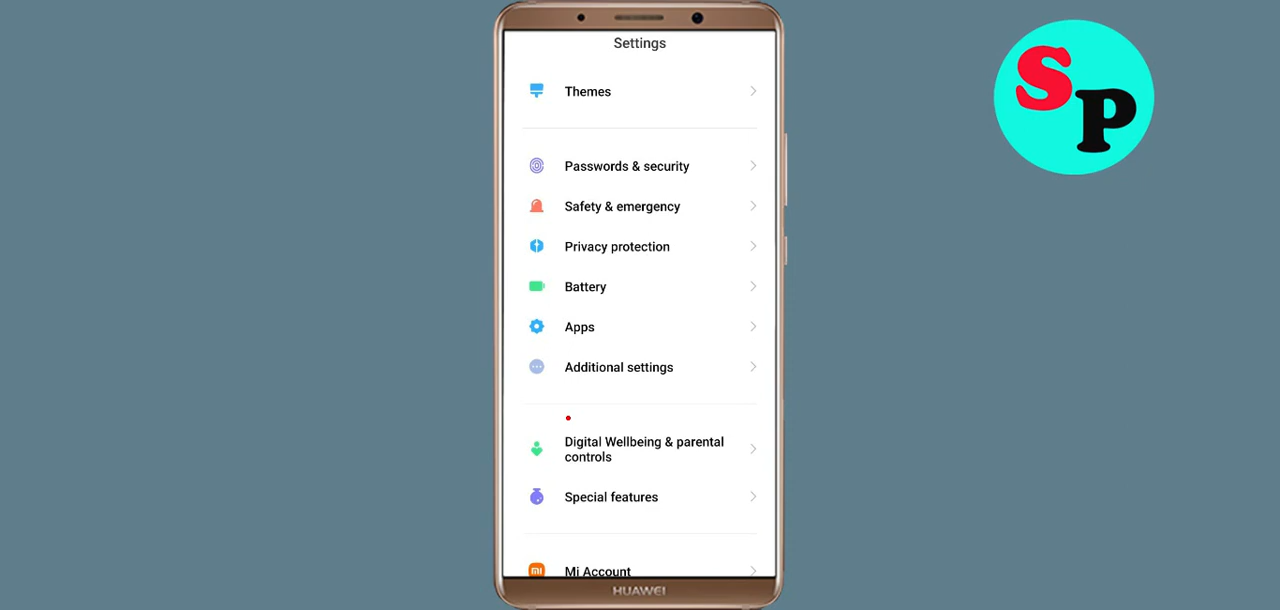 Settings
Themes
Passwords & security
Safety & emergency
Privacy protection
Battery
Apps
Additional settings
Digital Wellbeing & parental
controls
Special features
mi Mi Account
HUAWEI
SP